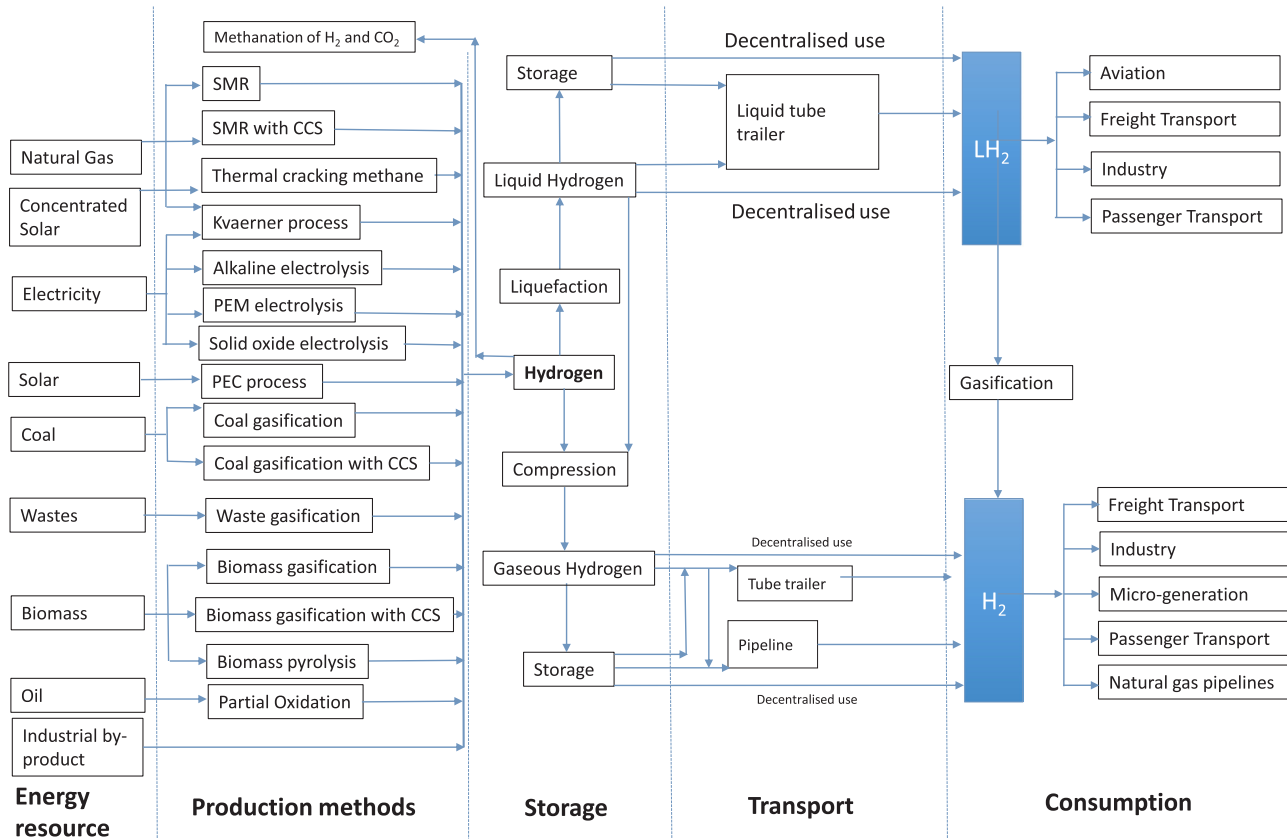 Methanation of H₂ and CO₂
SMR
SMR with CCS
Natural Gas
Thermal cracking methane
Concentrated
Solar
Kvaerner process
Alkaline electrolysis
Electricity
PEM electrolysis
Solid oxide electrolysis
Solar
PEC process
Coal gasification
Coal
Coal gasification with CCS
Wastes
Waste gasification
Biomass gasification
Biomass
Biomass gasification with CCS
Biomass pyrolysis
Oil
Partial Oxidation
Industrial by-
product
Storage
Liquid Hydrogen
Liquefaction
Hydrogen
Compression
Gaseous Hydrogen
Storage
Decentralised use
Liquid tube
trailer
Decentralised use
Decentralised use
Tube trailer
Pipeline
Decentralised use
LH₂
Gasification
H₂
Aviation
Freight Transport
Industry
Passenger Transport
Freight Transport
Industry
Micro-generation
Passenger Transport
Natural gas pipelines
Energy
resource
Production methods
Storage
Transport
Consumption